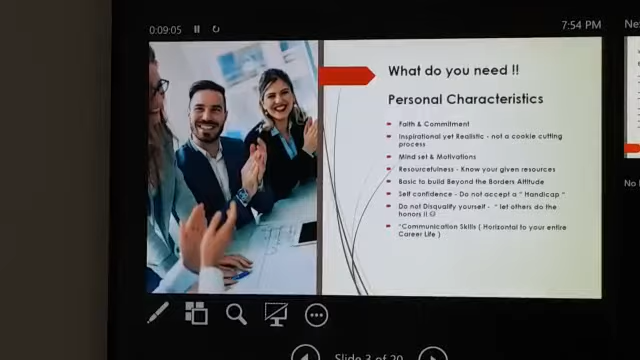 0:09:05
7:54 PM
Ne
What do you need !!
Personal Characteristics
Faith & Commitment
Inspirational yet Realistic - not a cookie cutting
process
Mind set & Motivations
Resourcefulness - Know your given resources
Basic to build Beyond the Borders Attitude
Self confidence - Do not accept a " Handicap "
Do not Disqualify yourself - " let others do the
honors !! ☺
"Communication Skills ( Horizontal to your entire
Career Life )
No
Slide 3 of 20